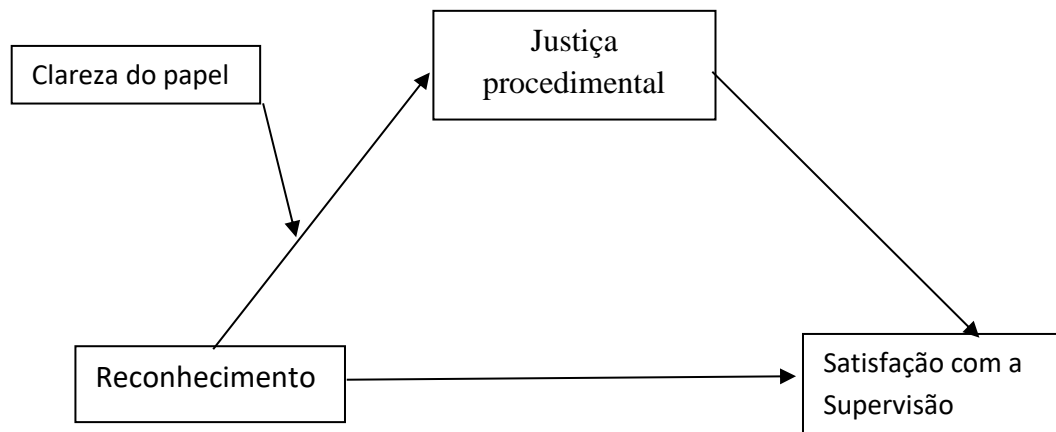 Justiça
procedimental
Clareza do papel
Reconhecimento
Satisfação com a
Supervisão